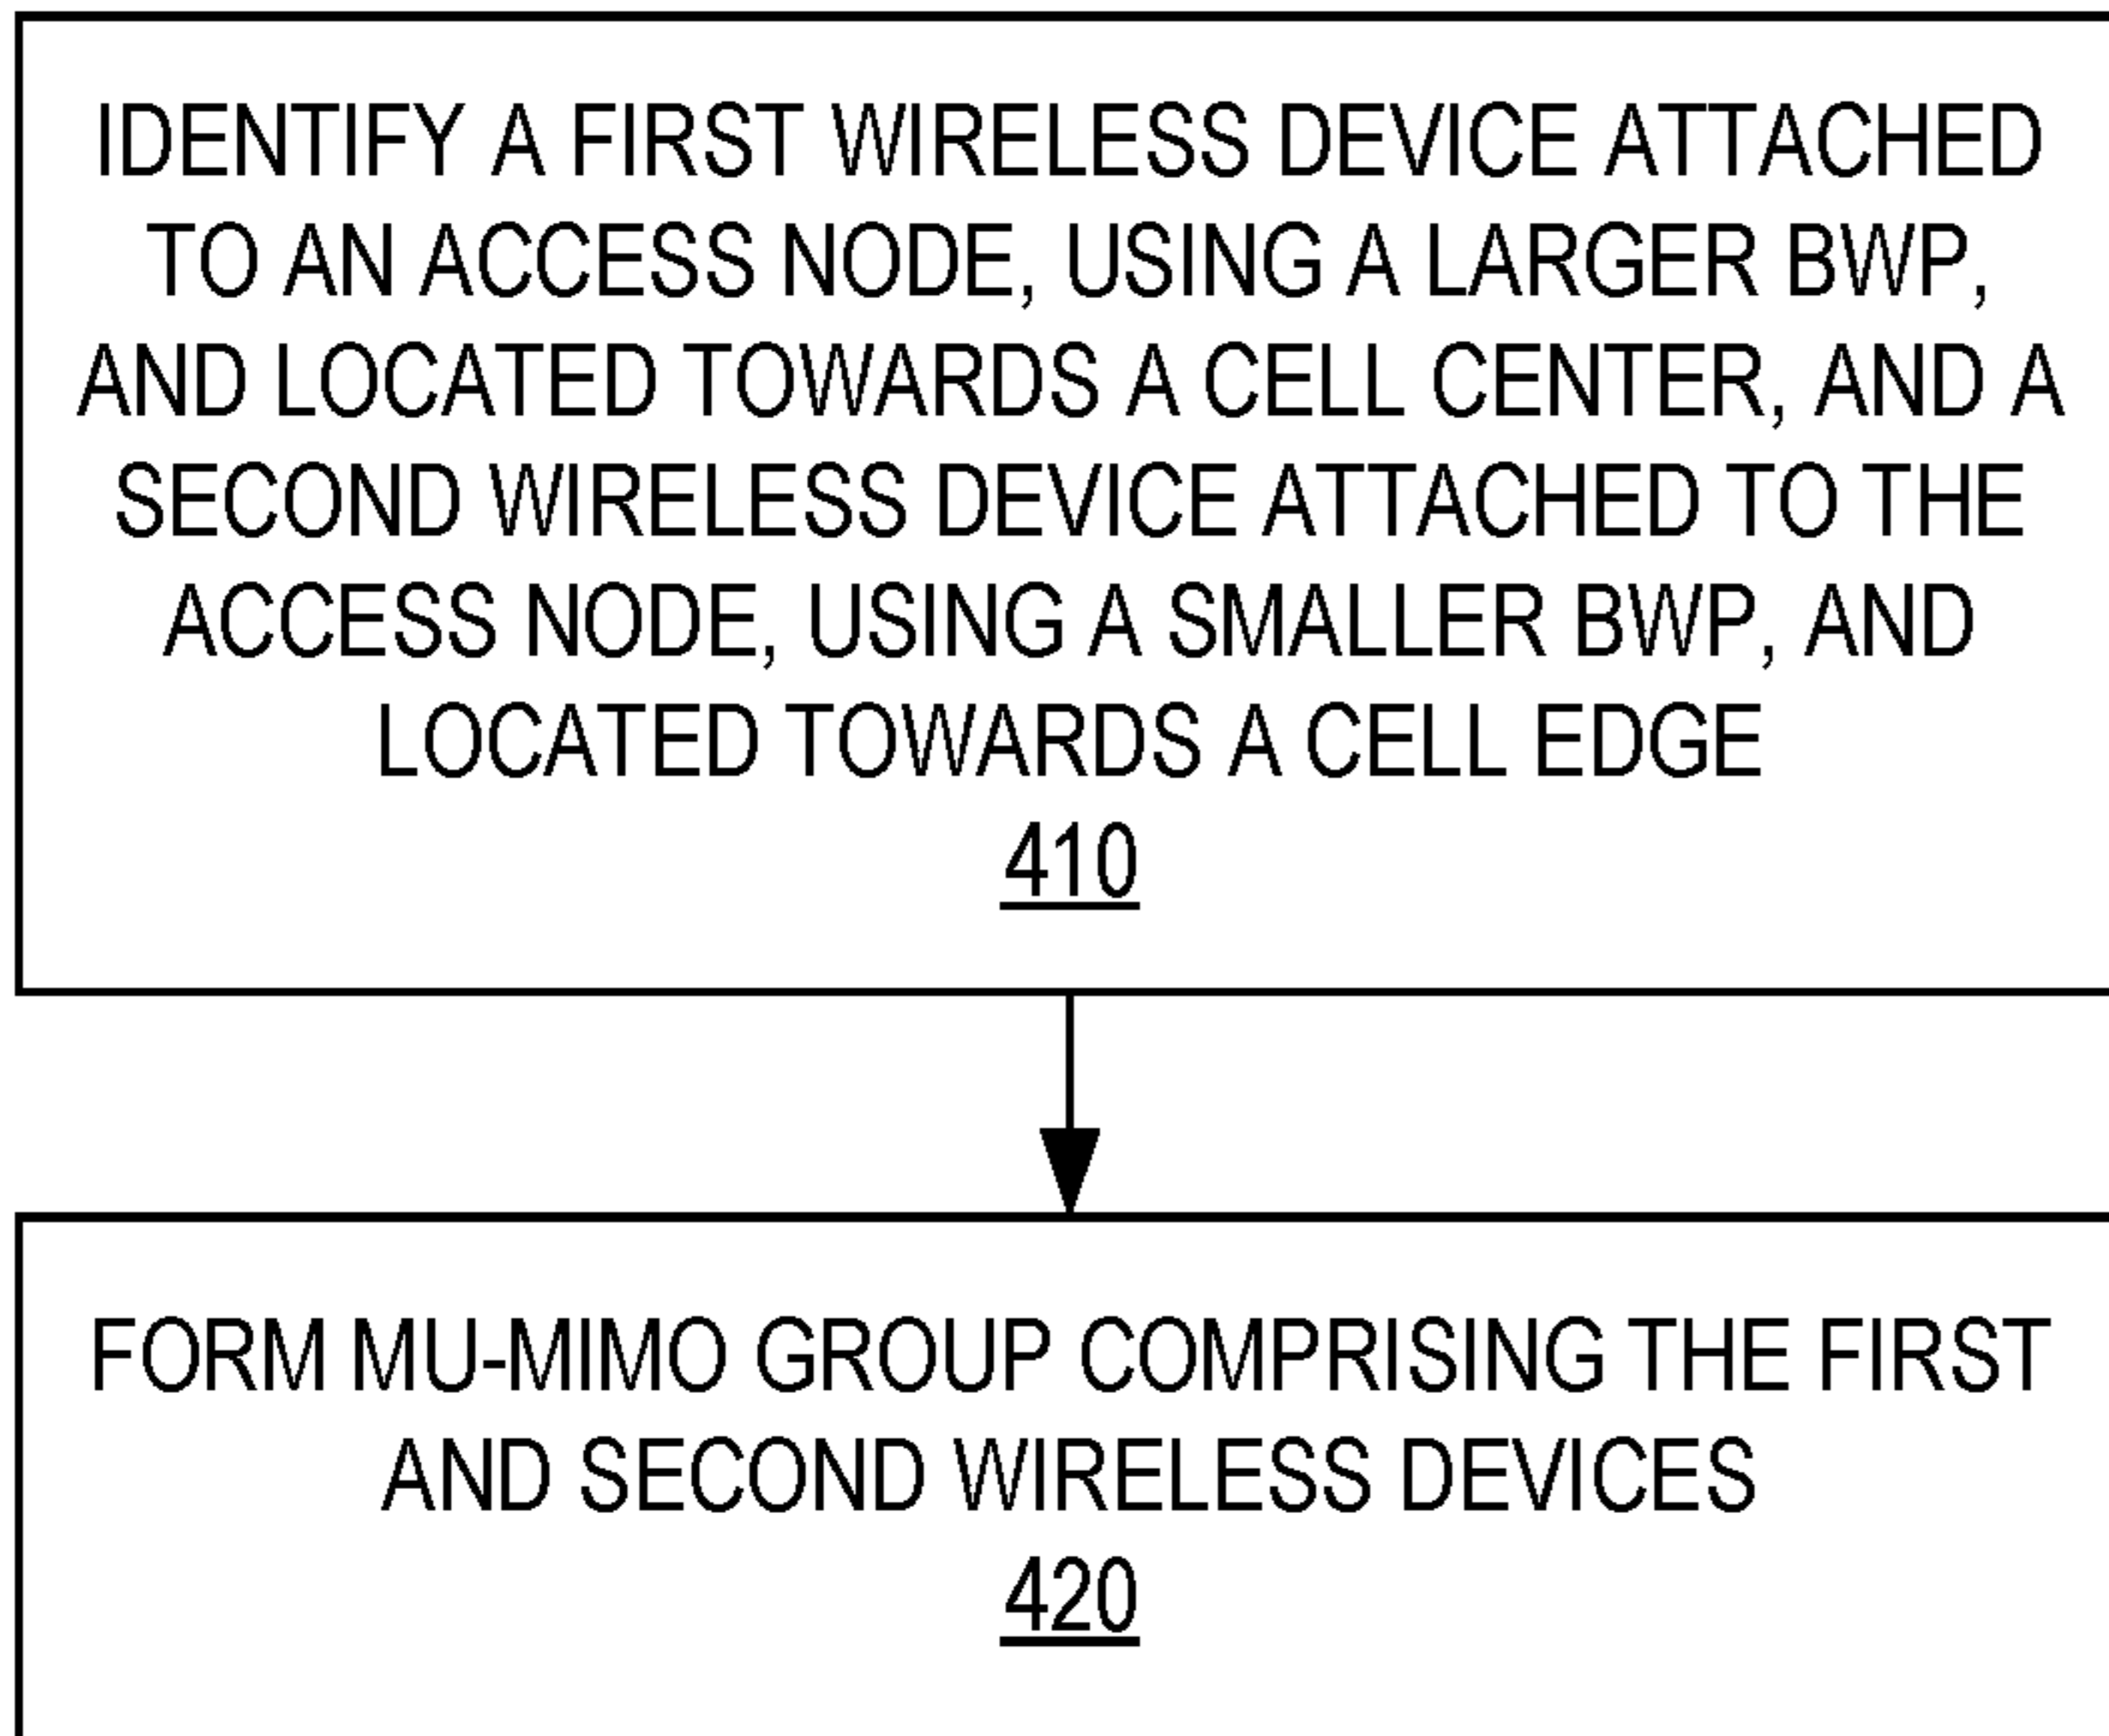 IDENTIFY A FIRST WIRELESS DEVICE ATTACHED
TO AN ACCESS NODE, USING A LARGER BWP,
AND LOCATED TOWARDS A CELL CENTER, AND A
SECOND WIRELESS DEVICE ATTACHED TO THE
ACCESS NODE, USING A SMALLER BWP, AND
LOCATED TOWARDS A CELL EDGE
410
FORM MU-MIMO GROUP COMPRISING THE FIRST
AND SECOND WIRELESS DEVICES
420